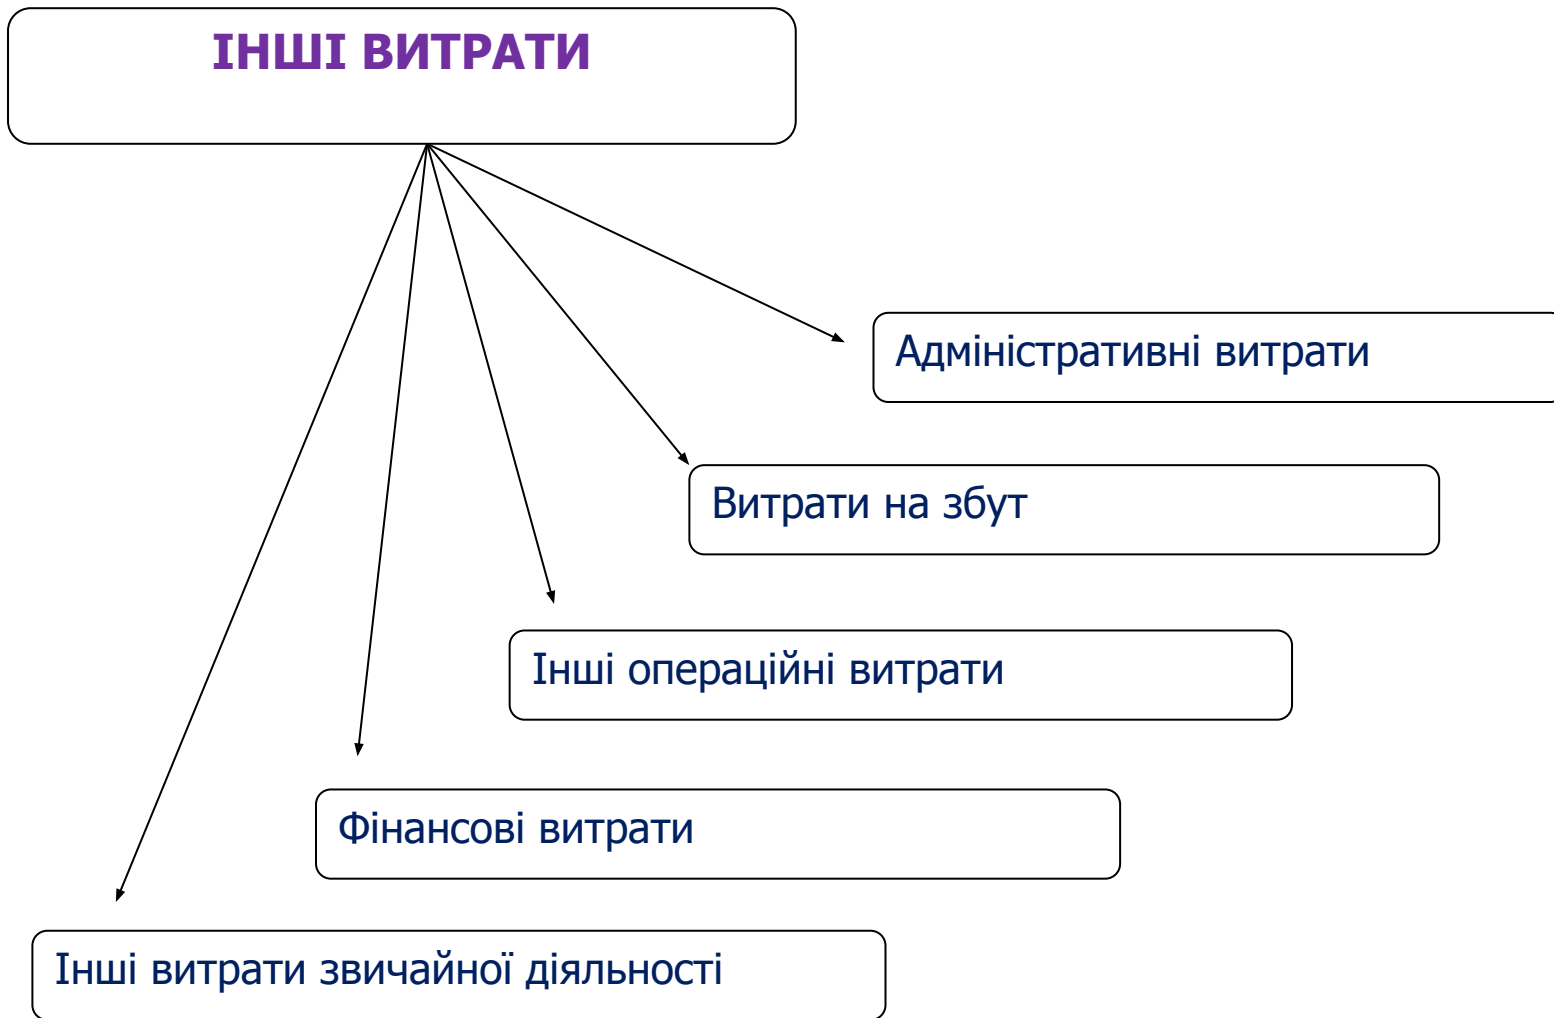 ІНШІ ВИТРАТИ
Адміністративні витрати
Витрати на збут
Інші операційні витрати
Фінансові витрати
Інші витрати звичайної діяльності